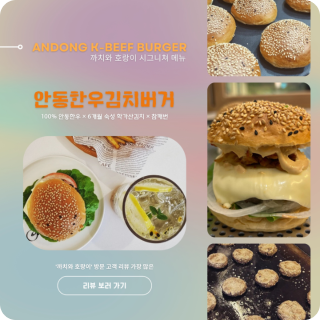 ANDONG K-BEEF BURGER
까치와 호랑이 시그니처 메뉴
안동한우김치버거
100% 안동한우 × 6개월 숙성 학가산김치 × 참깨번
'까치와 호랑이' 방문 고객 리뷰 가장 많은
리뷰 보러 가기